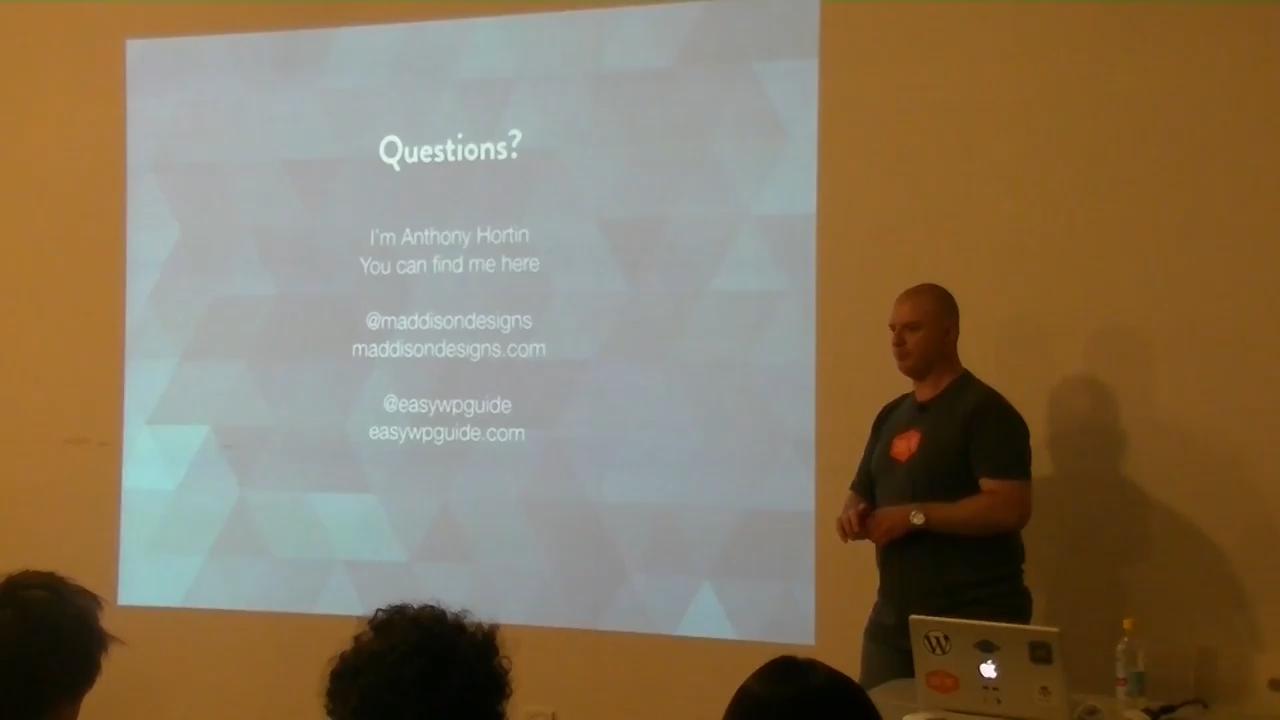 Questions?
I'm Anthony Hortin
You can find me here
@maddisondesigns
maddisondesigns.com
@easywpguide
easywpguide.com